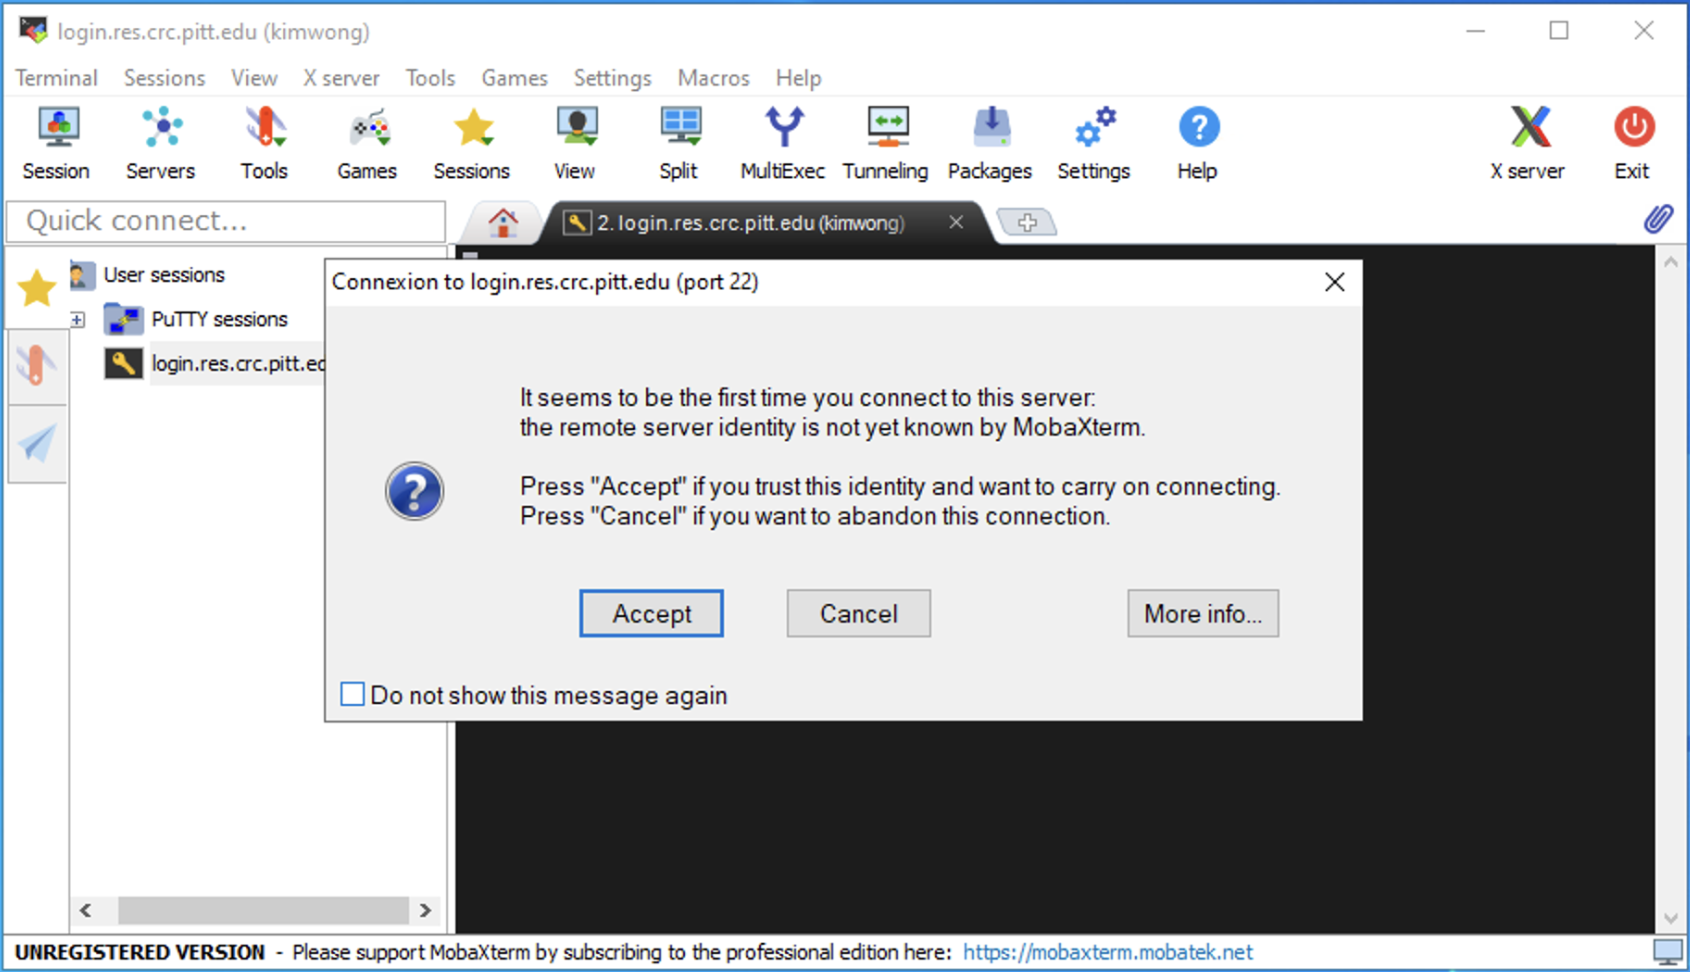 login.res.crc.pitt.edu (kimwong)
Terminal Sessions View X server Tools Games Settings Macros Help
Session Servers Tools Games Sessions View Split MultiExec Tunneling Packages Settings Help X server Exit
Quick connect...
2. login.res.crc.pitt.edu (kimwong)
User sessions
PuTTY sessions
login.res.crc.pitt.ed
Connexion to login.res.crc.pitt.edu (port 22)
It seems to be the first time you connect to this server:
the remote server identity is not yet known by MobaXterm.
Press "Accept" if you trust this identity and want to carry on connecting.
Press "Cancel" if you want to abandon this connection.
Accept Cancel More info...
Do not show this message again
UNREGISTERED VERSION - Please support MobaXterm by subscribing to the professional edition here: https://mobaxterm.mobatek.net